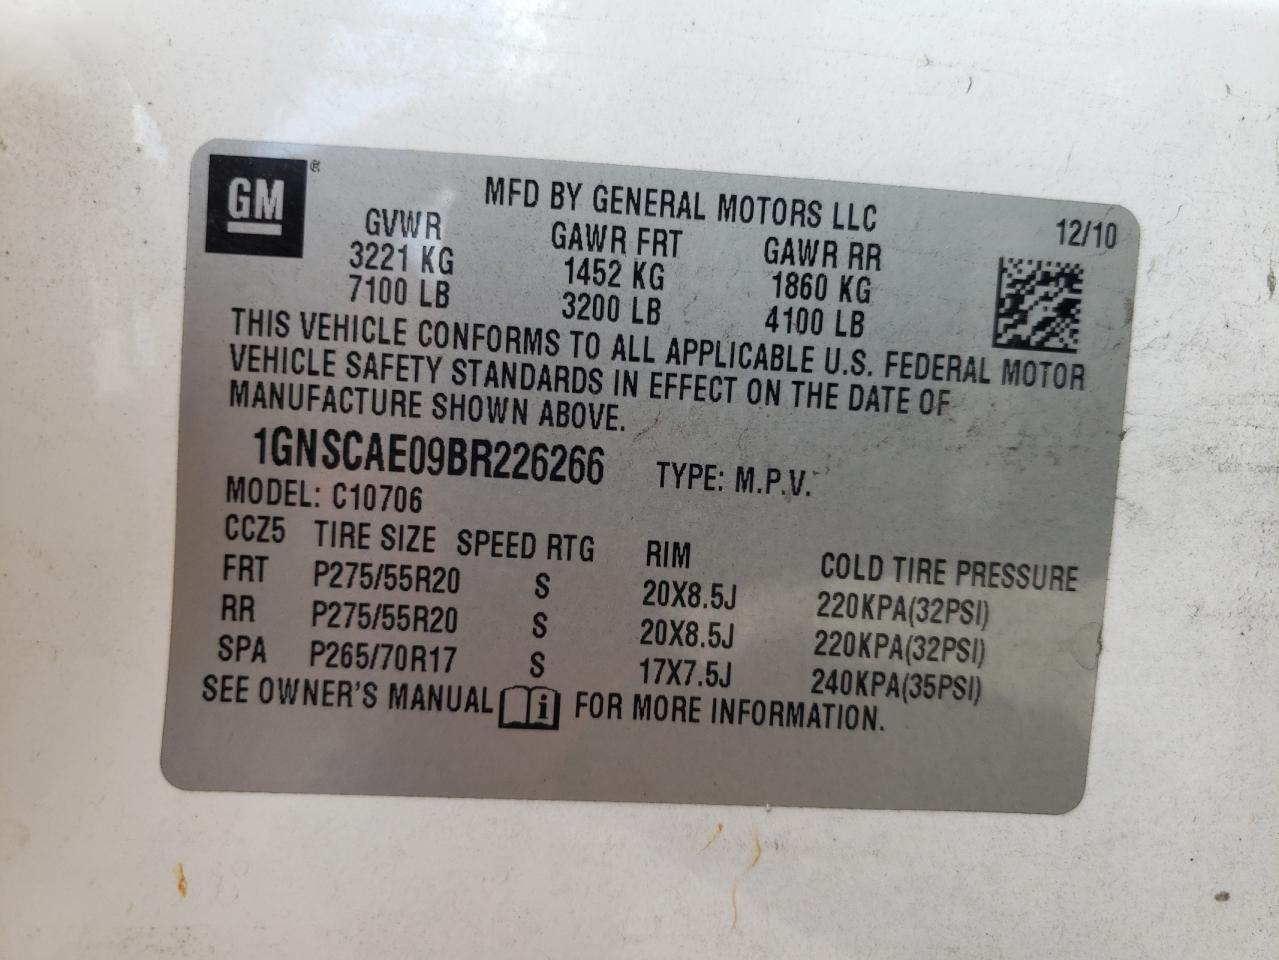 GM ®
MFD BY GENERAL MOTORS LLC
12/10
GVWR GAWR FRT GAWR RR
3221 KG 1452 KG 1860 KG
7100 LB 3200 LB 4100 LB
THIS VEHICLE CONFORMS TO ALL APPLICABLE U.S. FEDERAL MOTOR
VEHICLE SAFETY STANDARDS IN EFFECT ON THE DATE OF
MANUFACTURE SHOWN ABOVE.
1GNSCAE09BR226266 TYPE: M.P.V.
MODEL: C10706
CCZ5 TIRE SIZE SPEED RTG RIM COLD TIRE PRESSURE
FRT P275/55R20 S 20X8.5J 220KPA(32PSI)
RR P275/55R20 S 20X8.5J 220KPA(32PSI)
SPA P265/70R17 S 17X7.5J 240KPA(35PSI)
SEE OWNER'S MANUAL i FOR MORE INFORMATION.